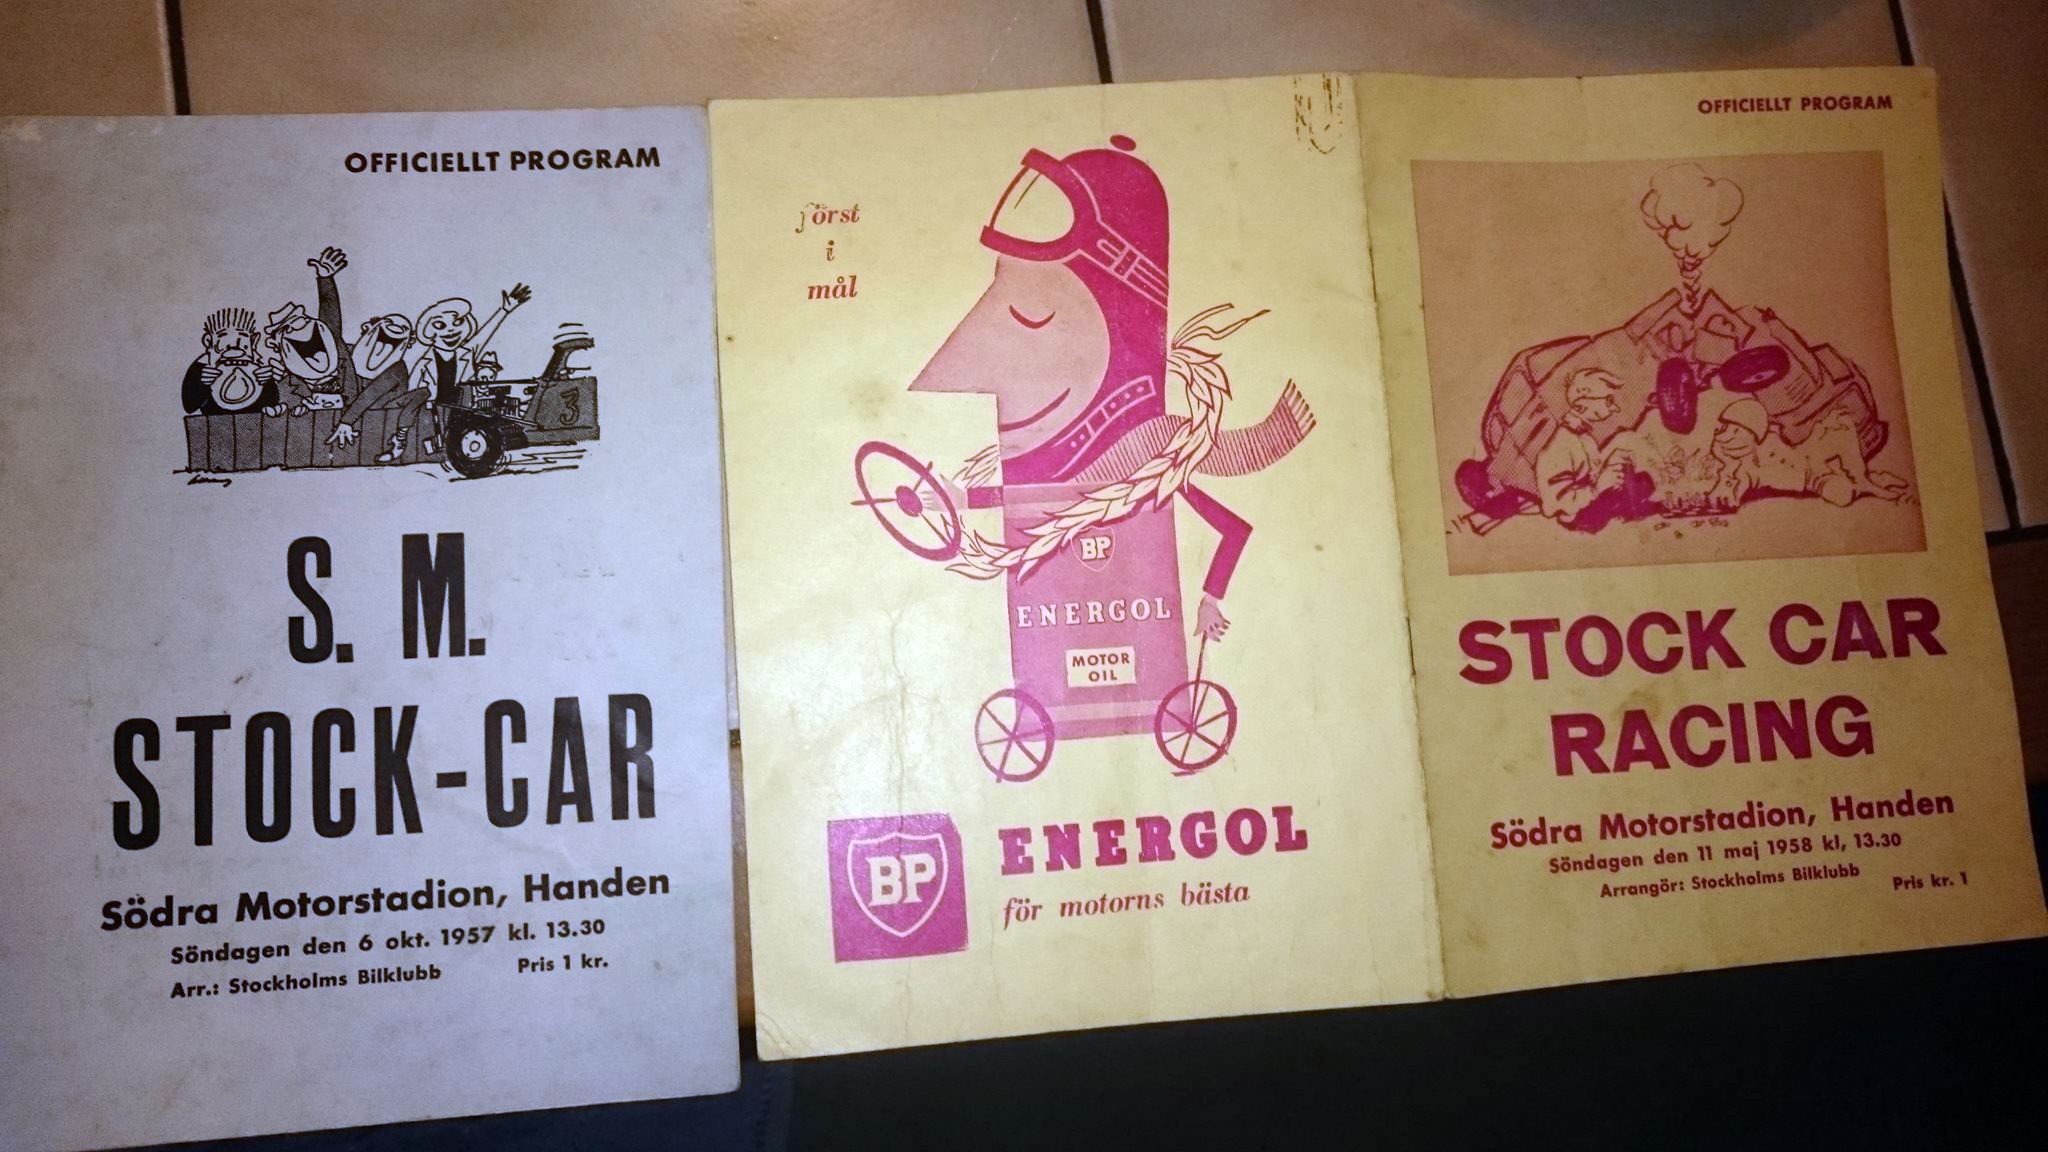 OFFICIELLT PROGRAM
3
S. M.
STOCK-CAR
Södra Motorstadion, Handen
Söndagen den 6 okt. 1957 kl. 13.30
Arr.: Stockholms Bilklubb
Pris 1 kr.
först
i
mål
BP
ENERGOL
MOTOR
OIL
BP
ENERGOL
för motorns bästa
OFFICIELLT PROGRAM
STOCK CAR
RACING
Södra Motorstadion, Handen
Söndagen den 11 maj 1958 kl, 13.30
Arrangör: Stockholms Bilklubb
Pris kr. 1